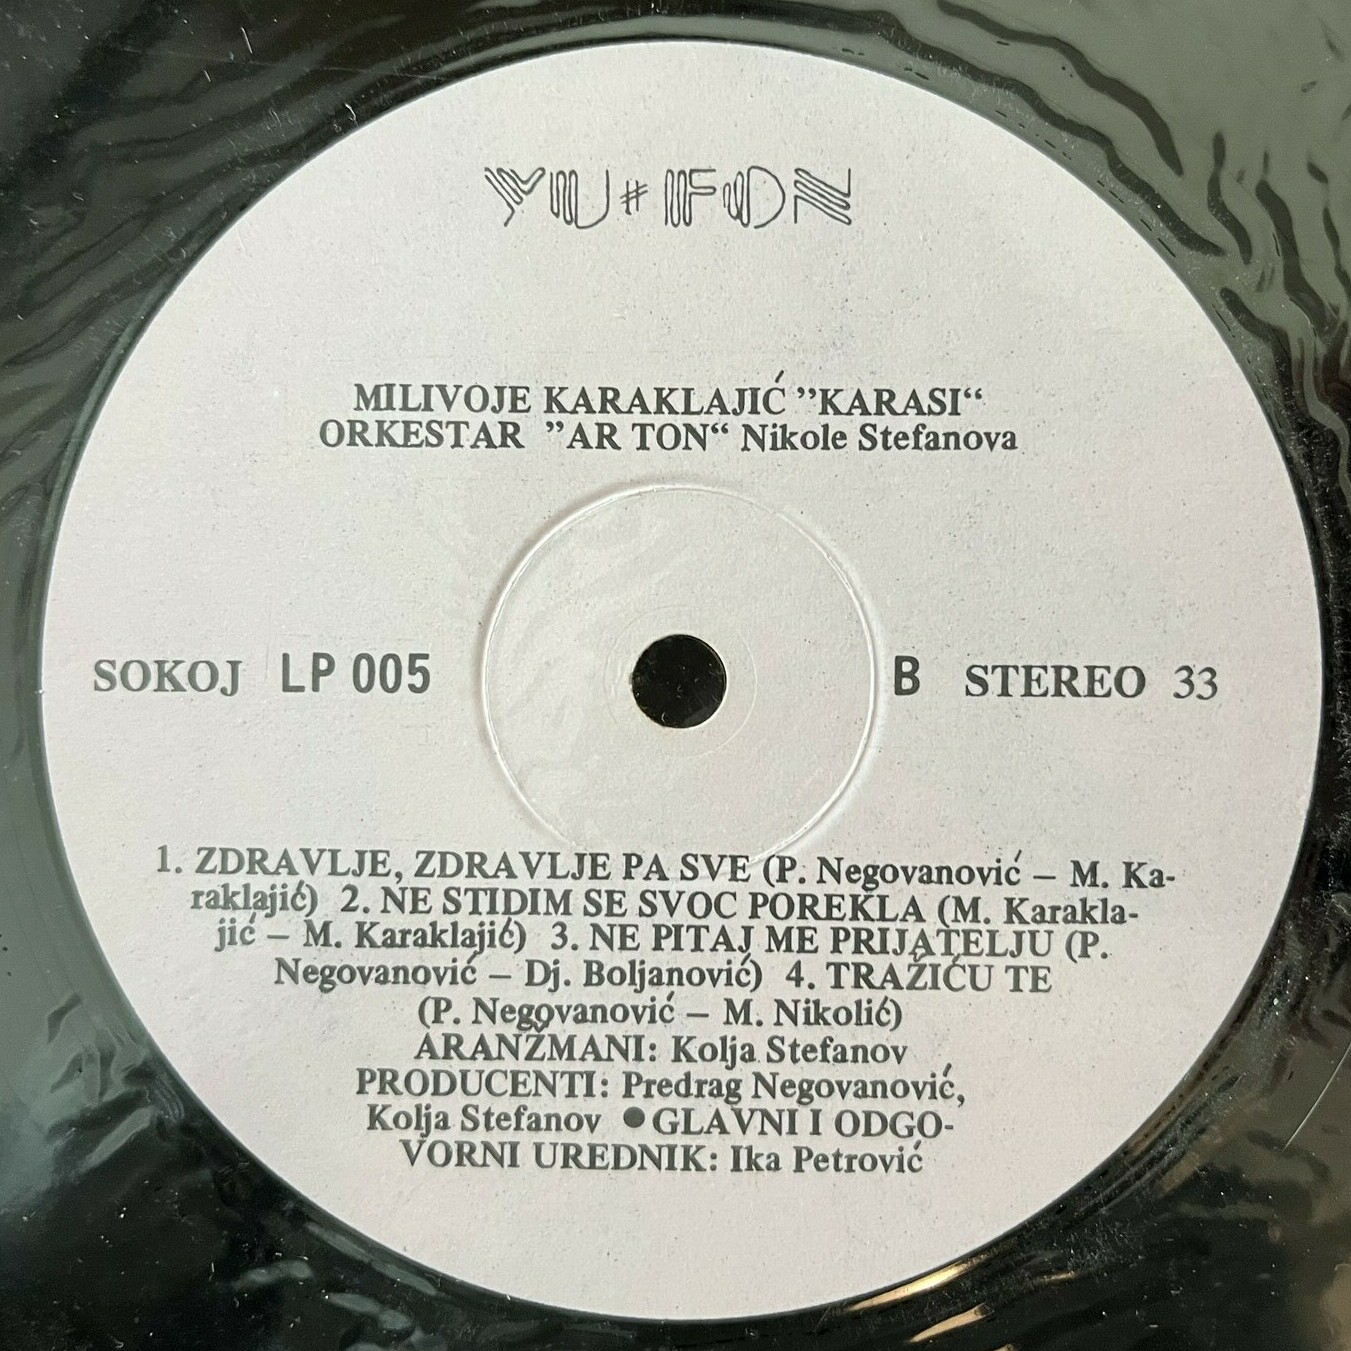 YU # FON
MILIVOJE KARAKLAJIĆ ”KARASI“
ORKESTAR ”AR TON“ Nikole Stefanova
SOKOJ LP 005 B STEREO 33
1. ZDRAVLJE, ZDRAVLJE PA SVE (P. Negovanović – M. Ka-
raklajić) 2. NE STIDIM SE SVOC POREKLA (M. Karakla-
jić – M. Karaklajić) 3. NE PITAJ ME PRIJATELJU (P.
Negovanović – Dj. Boljanović) 4. TRAŽIĆU TE
(P. Negovanović – M. Nikolić)
ARANŽMANI: Kolja Stefanov
PRODUCENTI: Predrag Negovanović,
Kolja Stefanov ●GLAVNI I ODGO-
VORNI UREDNIK: Ika Petrović